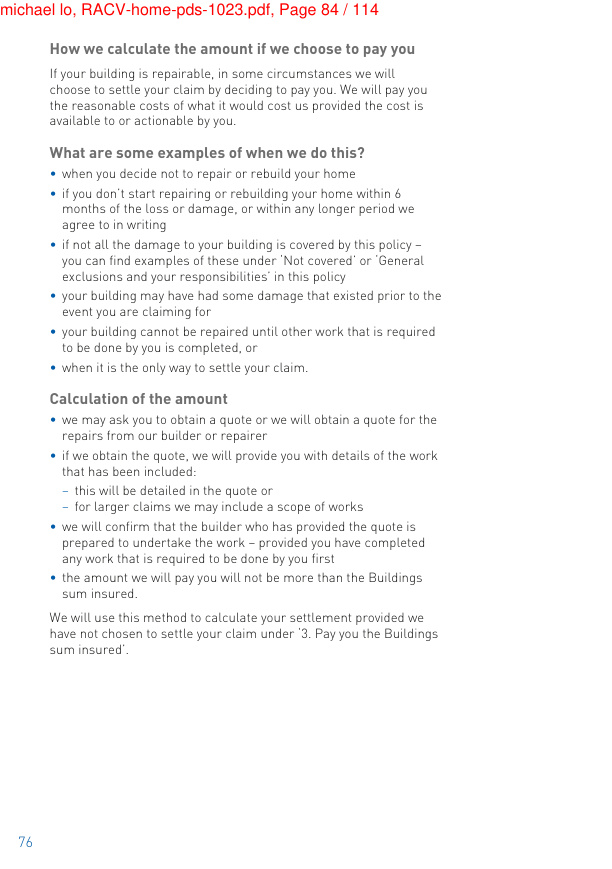 michael lo, RACV-home-pds-1023.pdf, Page 84 / 114
How we calculate the amount if we choose to pay you
If your building is repairable, in some circumstances we will
choose to settle your claim by deciding to pay you. We will pay you
the reasonable costs of what it would cost us provided the cost is
available to or actionable by you.
What are some examples of when we do this?
• when you decide not to repair or rebuild your home
• if you don't start repairing or rebuilding your home within 6
months of the loss or damage, or within any longer period we
agree to in writing
• if not all the damage to your building is covered by this policy –
you can find examples of these under 'Not covered' or 'General
exclusions and your responsibilities' in this policy
• your building may have had some damage that existed prior to the
event you are claiming for
• your building cannot be repaired until other work that is required
to be done by you is completed, or
• when it is the only way to settle your claim.
Calculation of the amount
• we may ask you to obtain a quote or we will obtain a quote for the
repairs from our builder or repairer
• if we obtain the quote, we will provide you with details of the work
that has been included:
– this will be detailed in the quote or
– for larger claims we may include a scope of works
• we will confirm that the builder who has provided the quote is
prepared to undertake the work – provided you have completed
any work that is required to be done by you first
• the amount we will pay you will not be more than the Buildings
sum insured.
We will use this method to calculate your settlement provided we
have not chosen to settle your claim under '3. Pay you the Buildings
sum insured'.
76